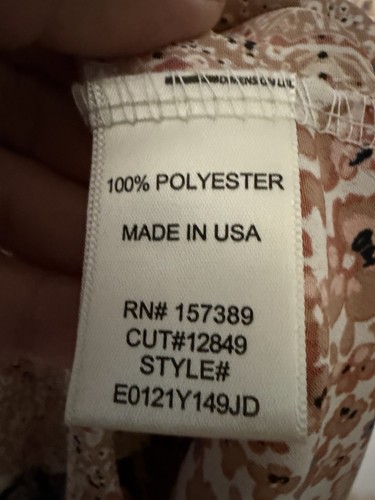 100% POLYESTER
MADE IN USA
RN# 157389
CUT#12849
STYLE#
E0121Y149JD